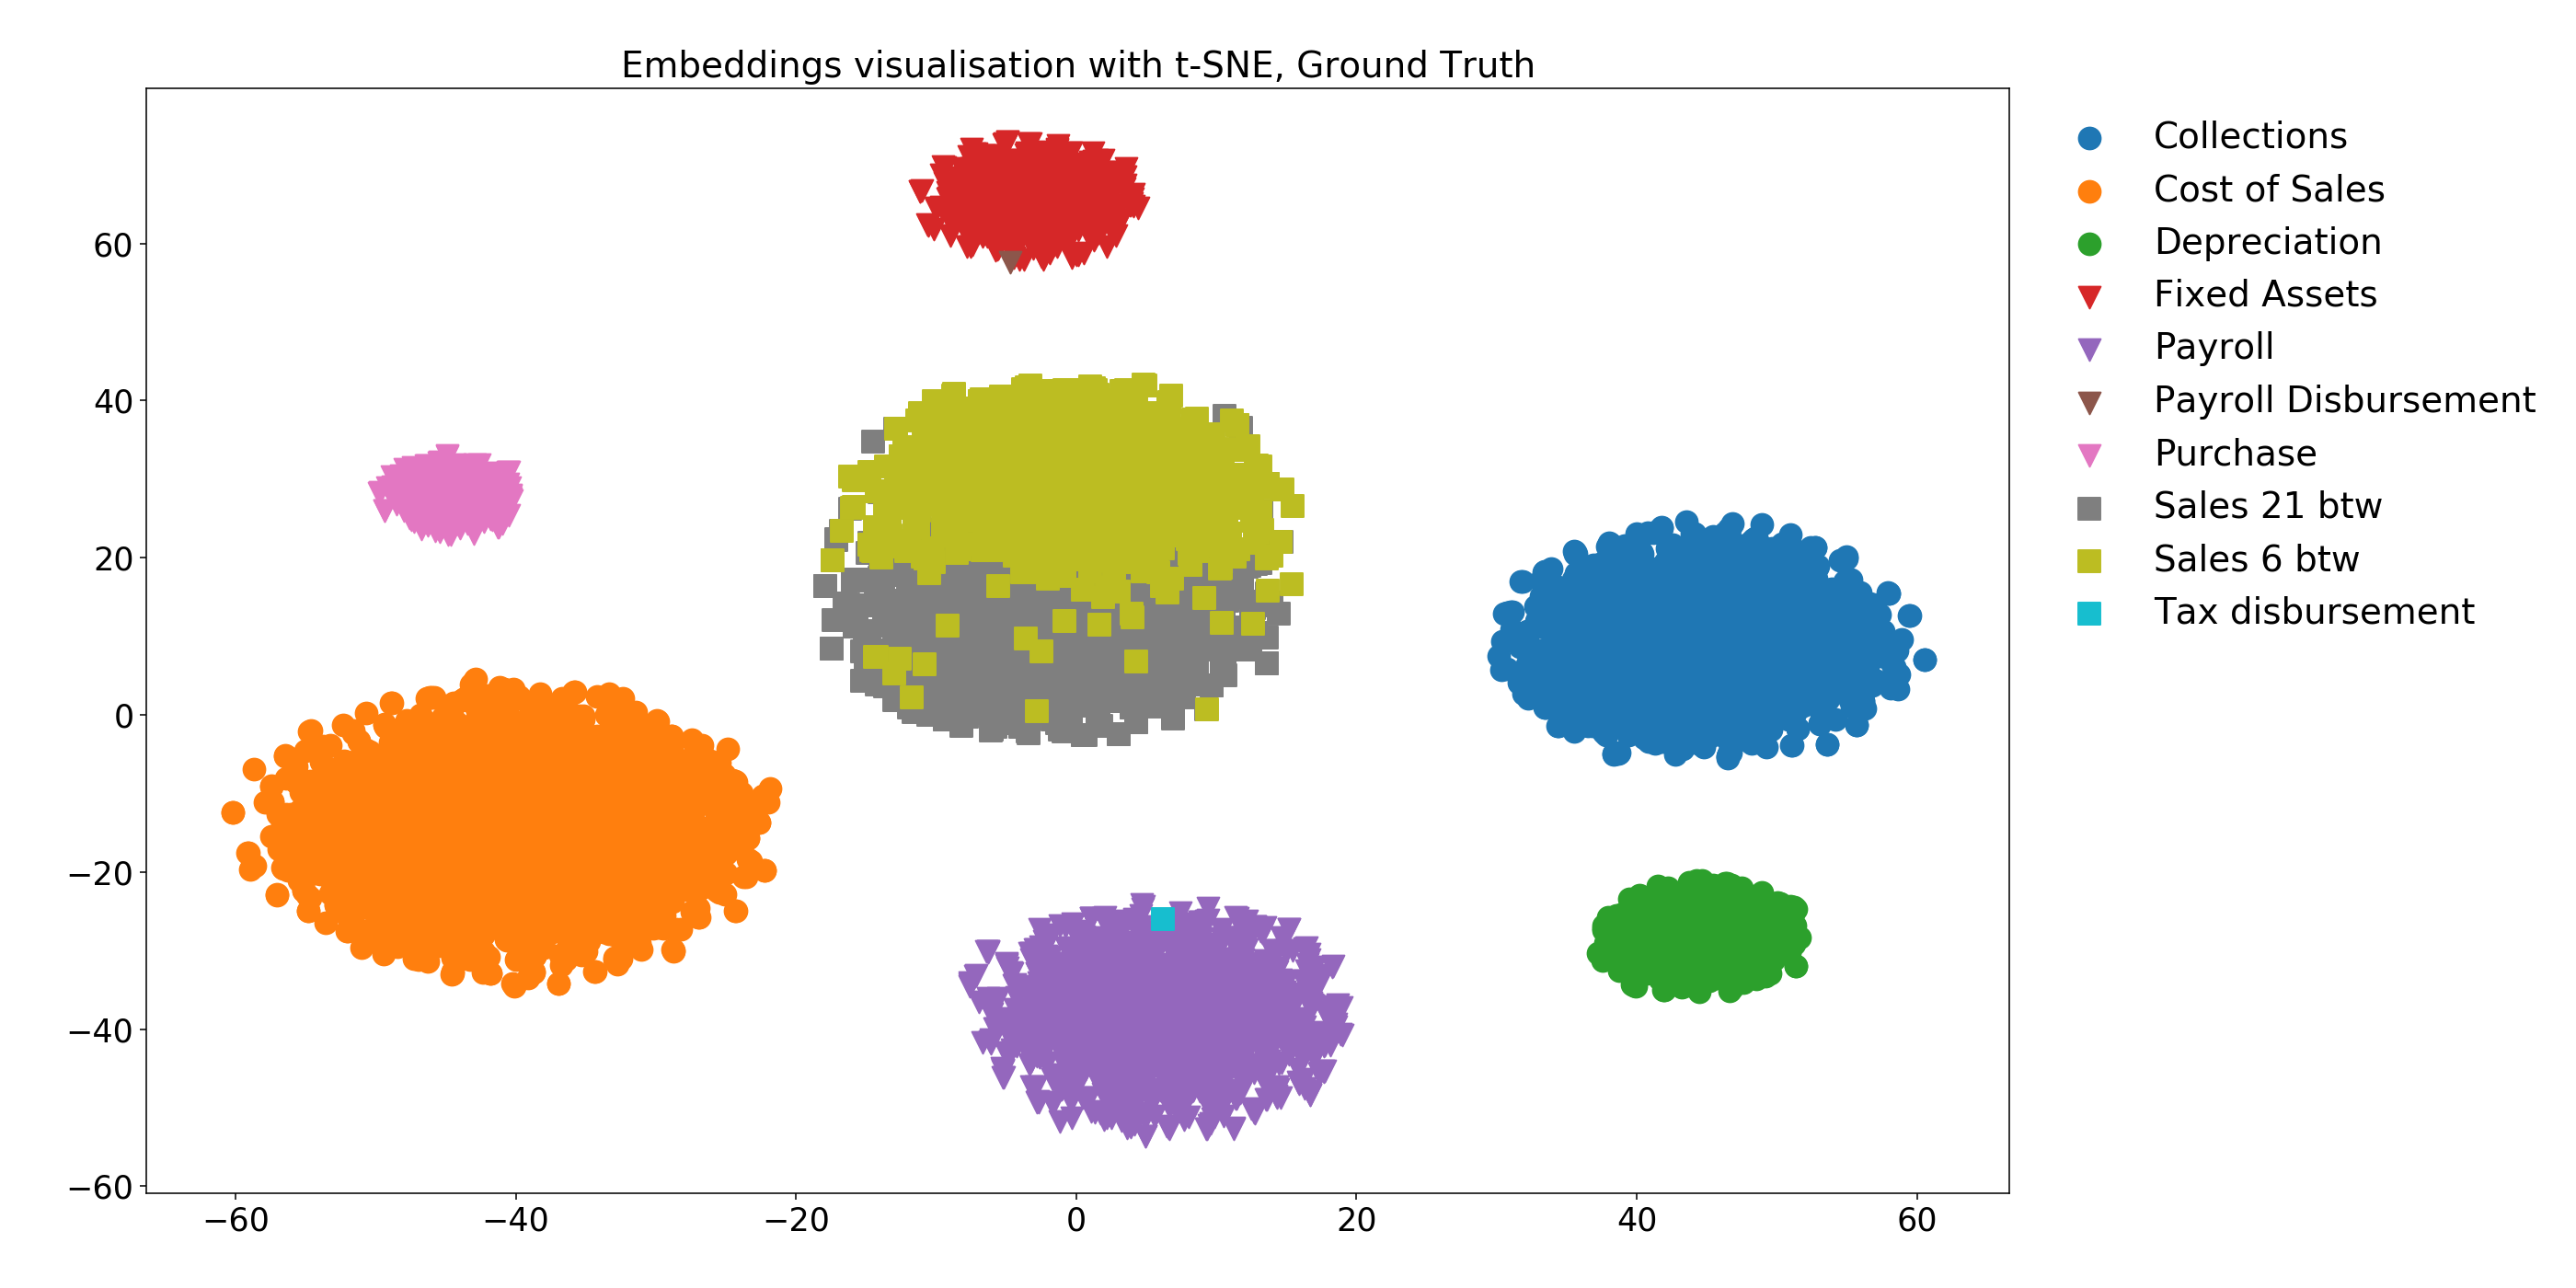 Embeddings visualisation with t-SNE, Ground Truth
60
40
20
0
−20
−40
−60
−60 −40 −20 0 20 40 60
Collections
Cost of Sales
Depreciation
Fixed Assets
Payroll
Payroll Disbursement
Purchase
Sales 21 btw
Sales 6 btw
Tax disbursement